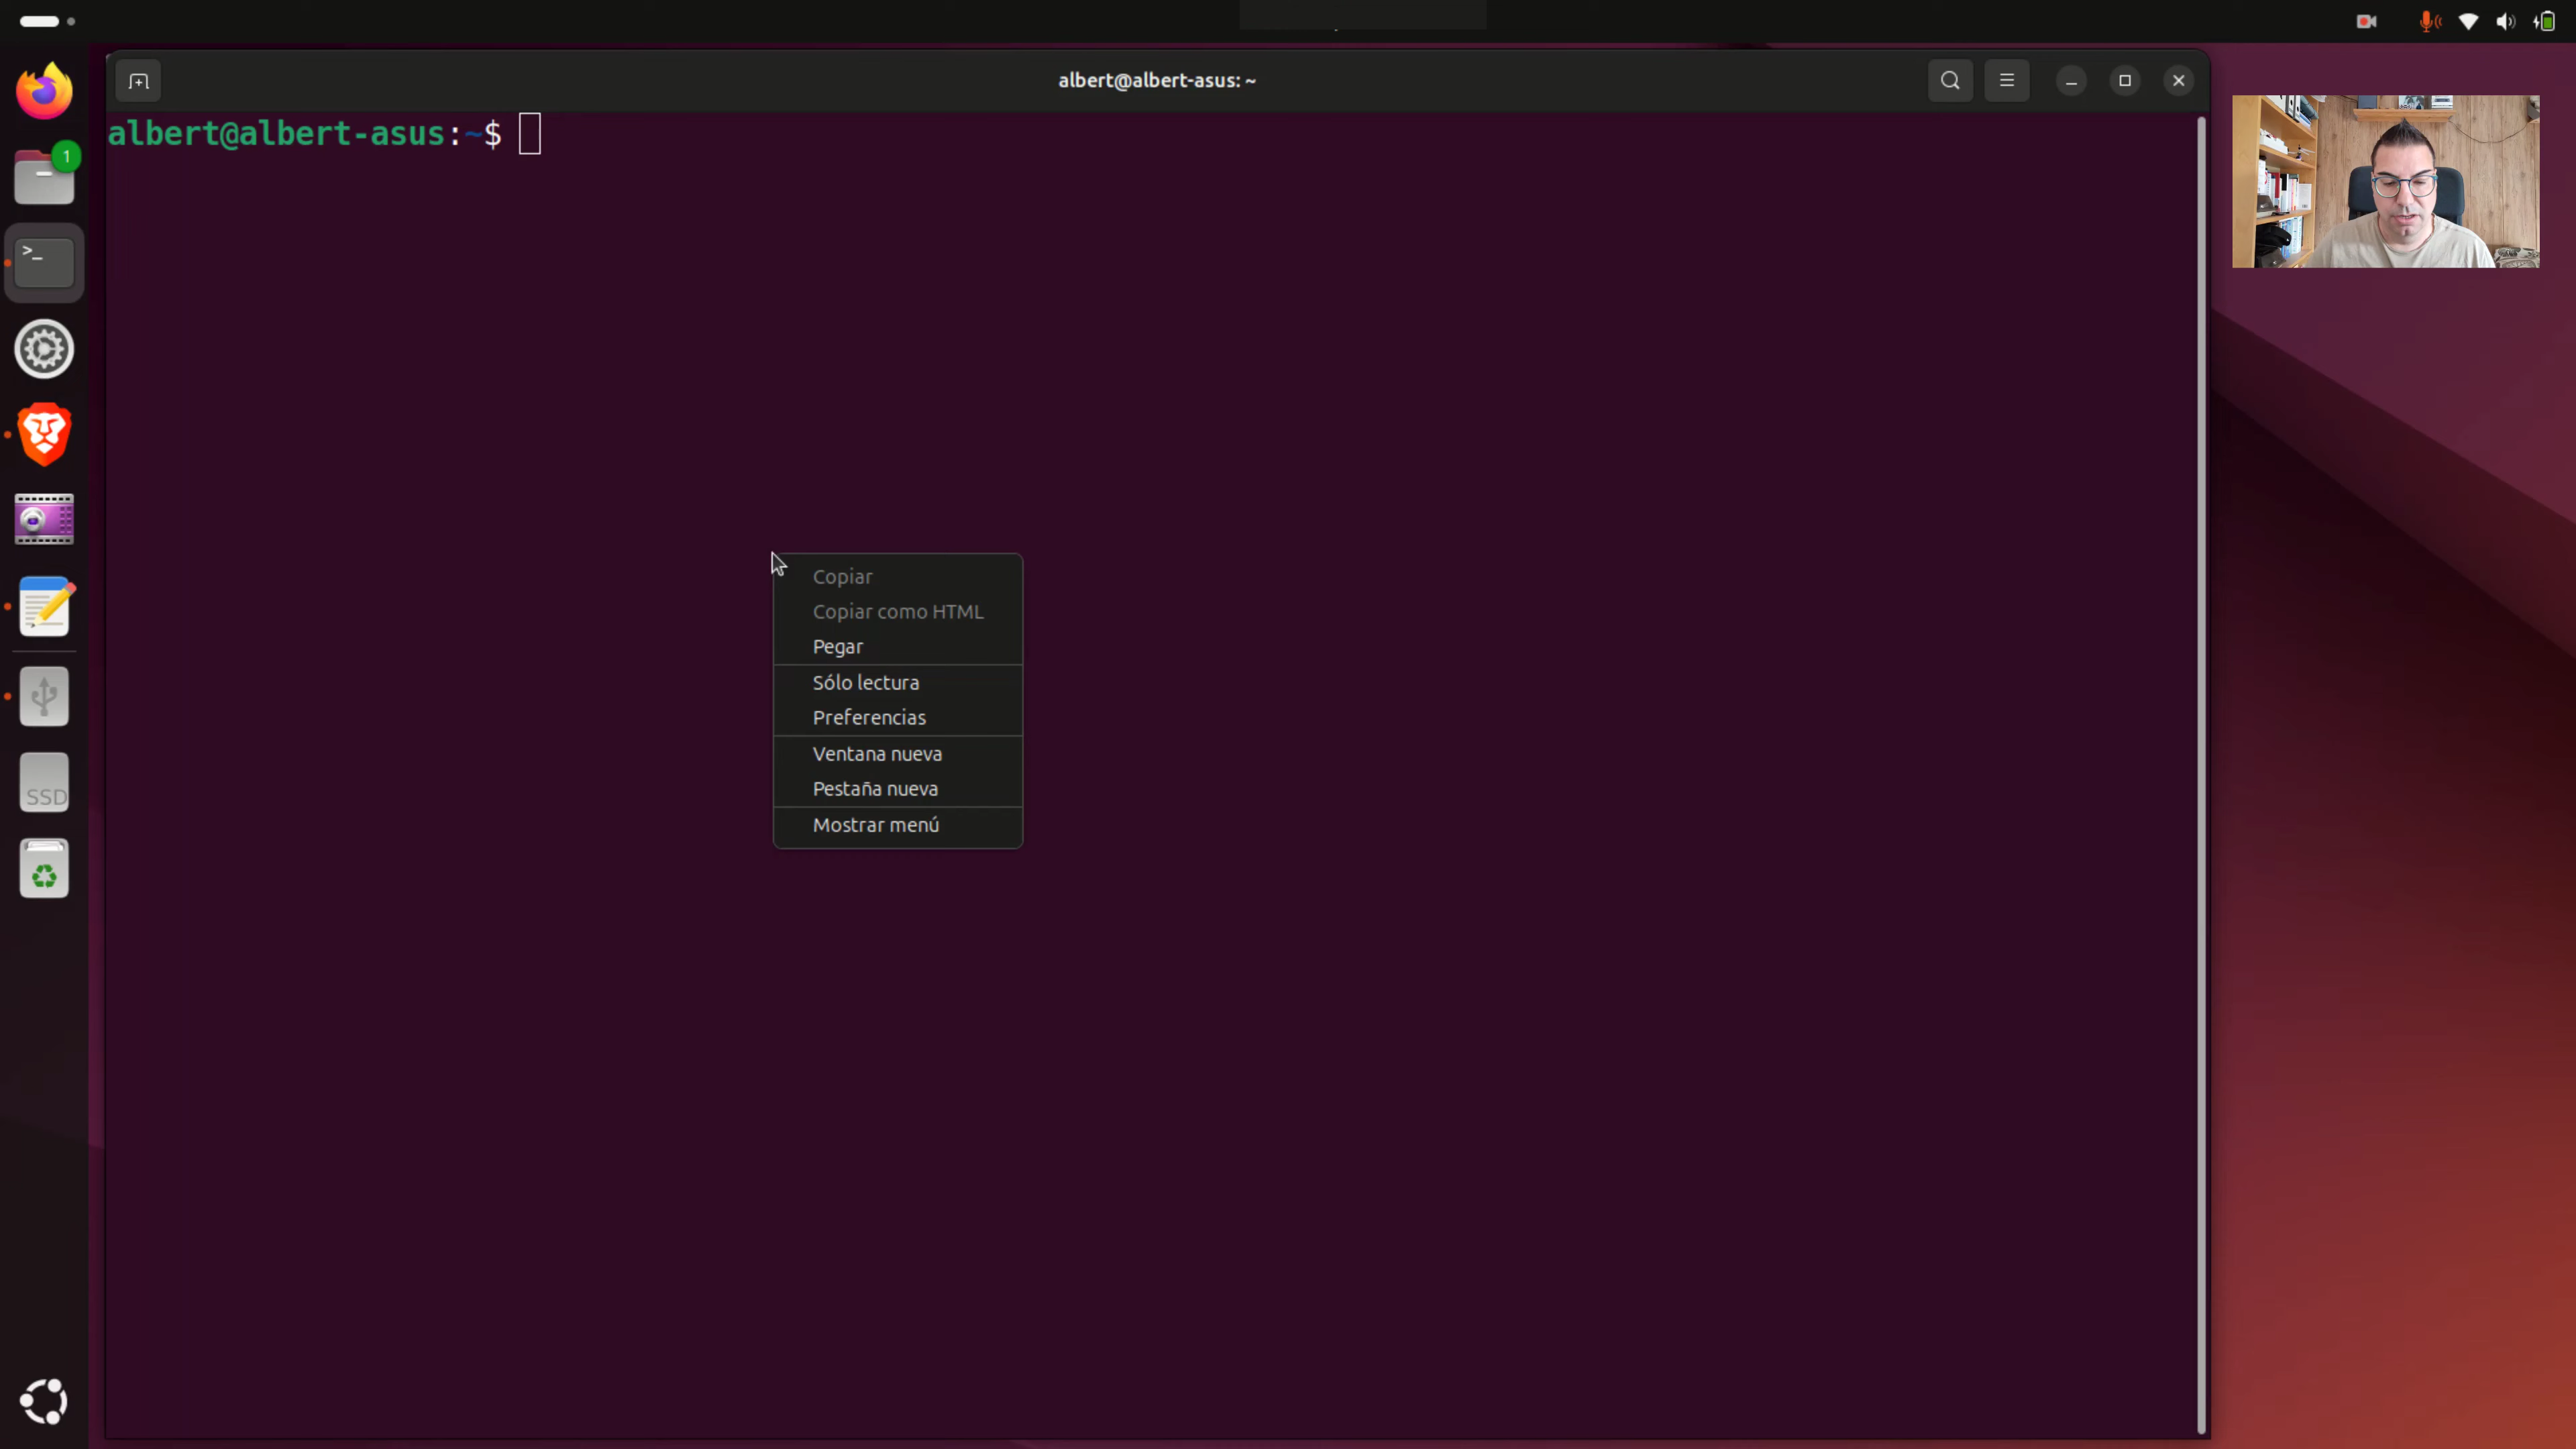 albert@albert-asus: ~
1
albert@albert-asus:~$
>_
Copiar
Copiar como HTML
Pegar
Sólo lectura
Preferencias
Ventana nueva
Pestaña nueva
SSD
Mostrar menú